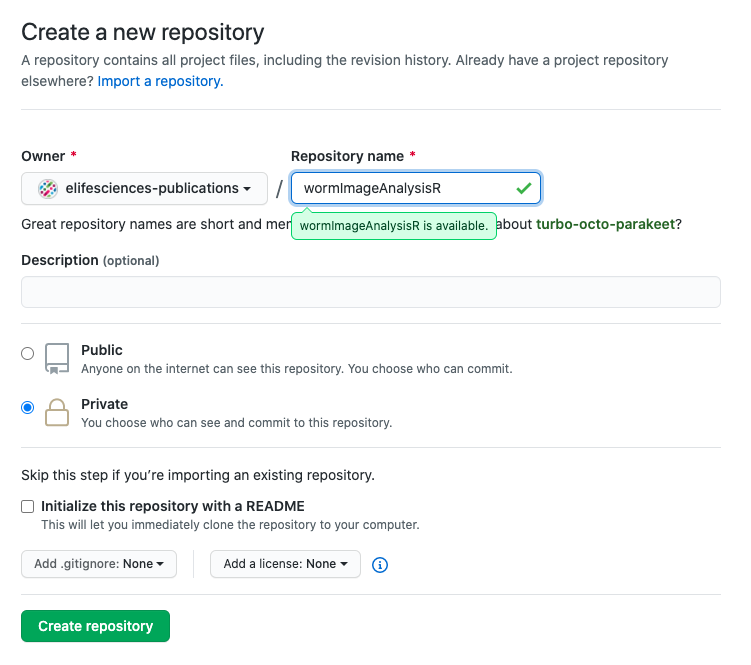 Create a new repository
A repository contains all project files, including the revision history. Already have a project repository
elsewhere? Import a repository.
Owner *
Repository name *
elifesciences-publications
/
wormImageAnalysisR
Great repository names are short and
wormImageAnalysisR is available.
about turbo-octo-parakeet?
Description (optional)
Public
Anyone on the internet can see this repository. You choose who can commit.
Private
You choose who can see and commit to this repository.
Skip this step if you’re importing an existing repository.
Initialize this repository with a README
This will let you immediately clone the repository to your computer.
Add .gitignore: None
Add a license: None
Create repository